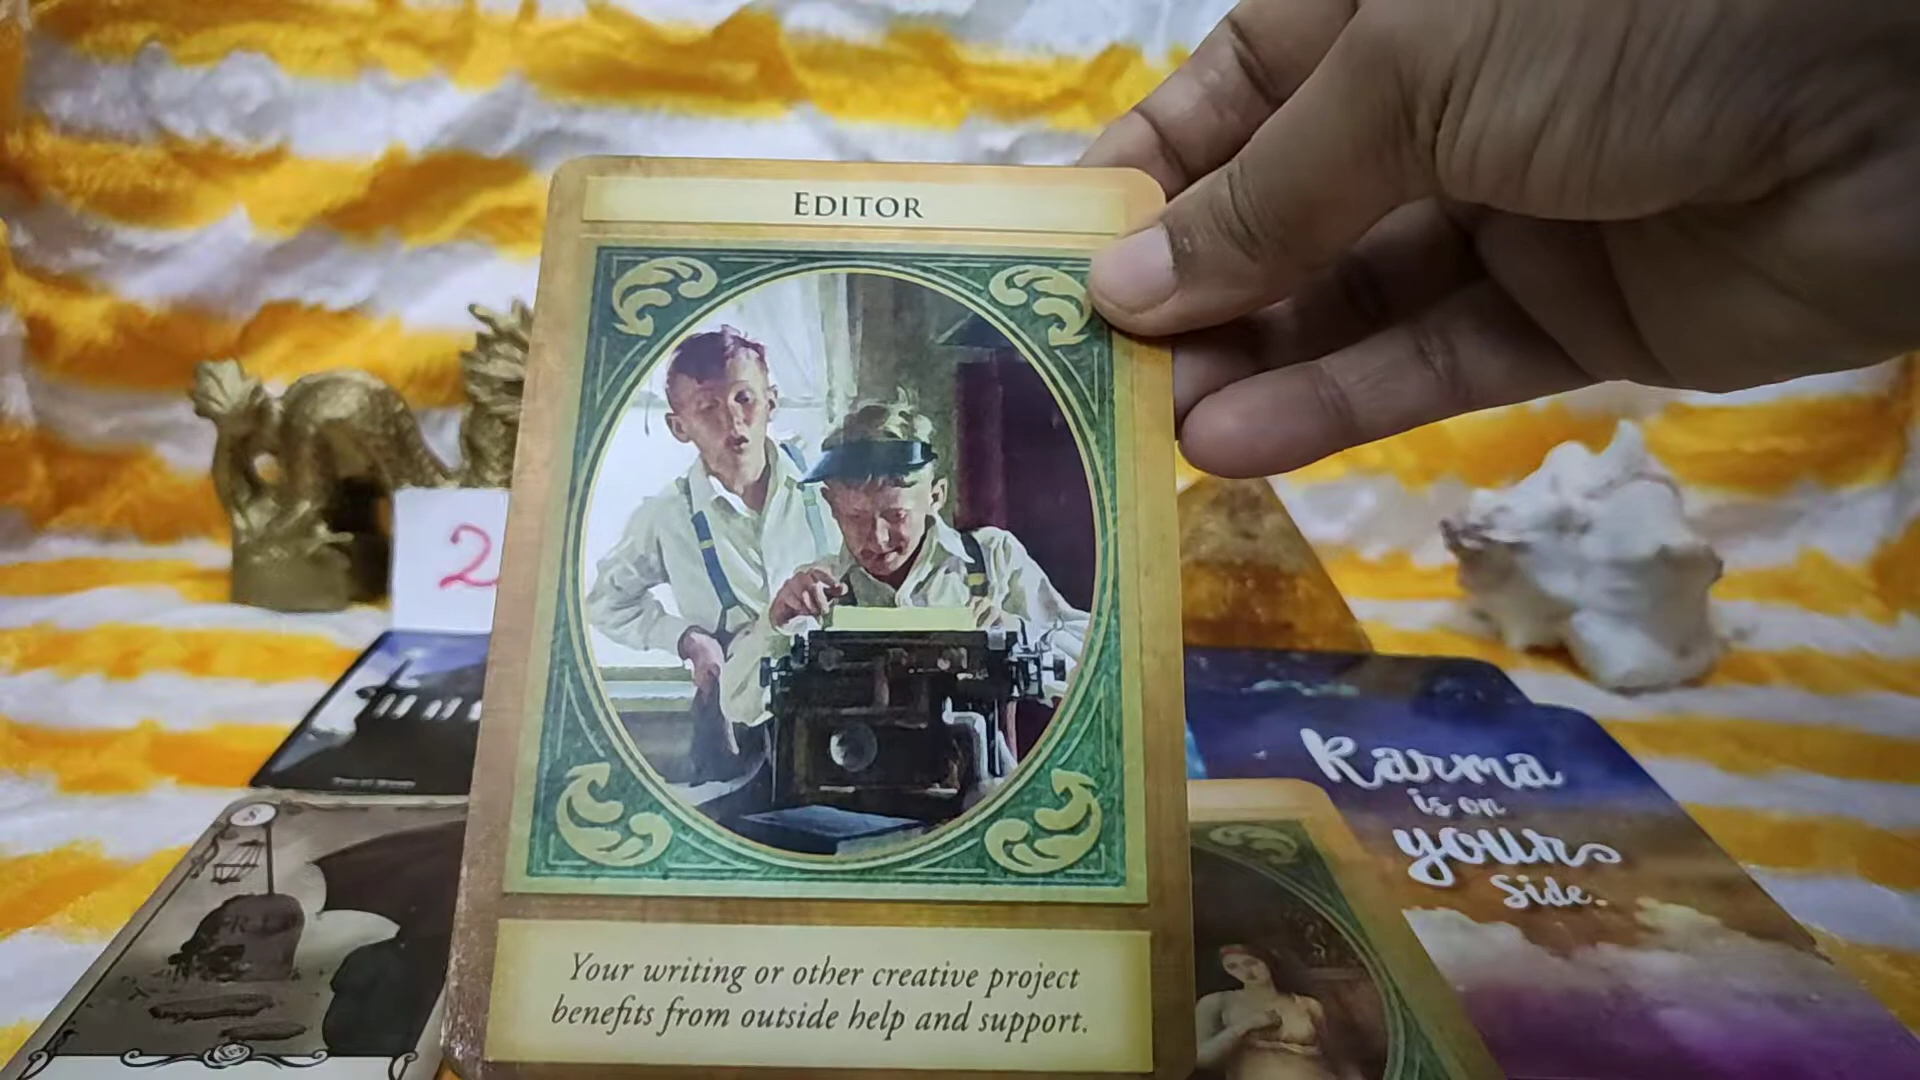 EDITOR
2
Your writing or other creative project
benefits from outside help and support.
Karma
is on
your
side.